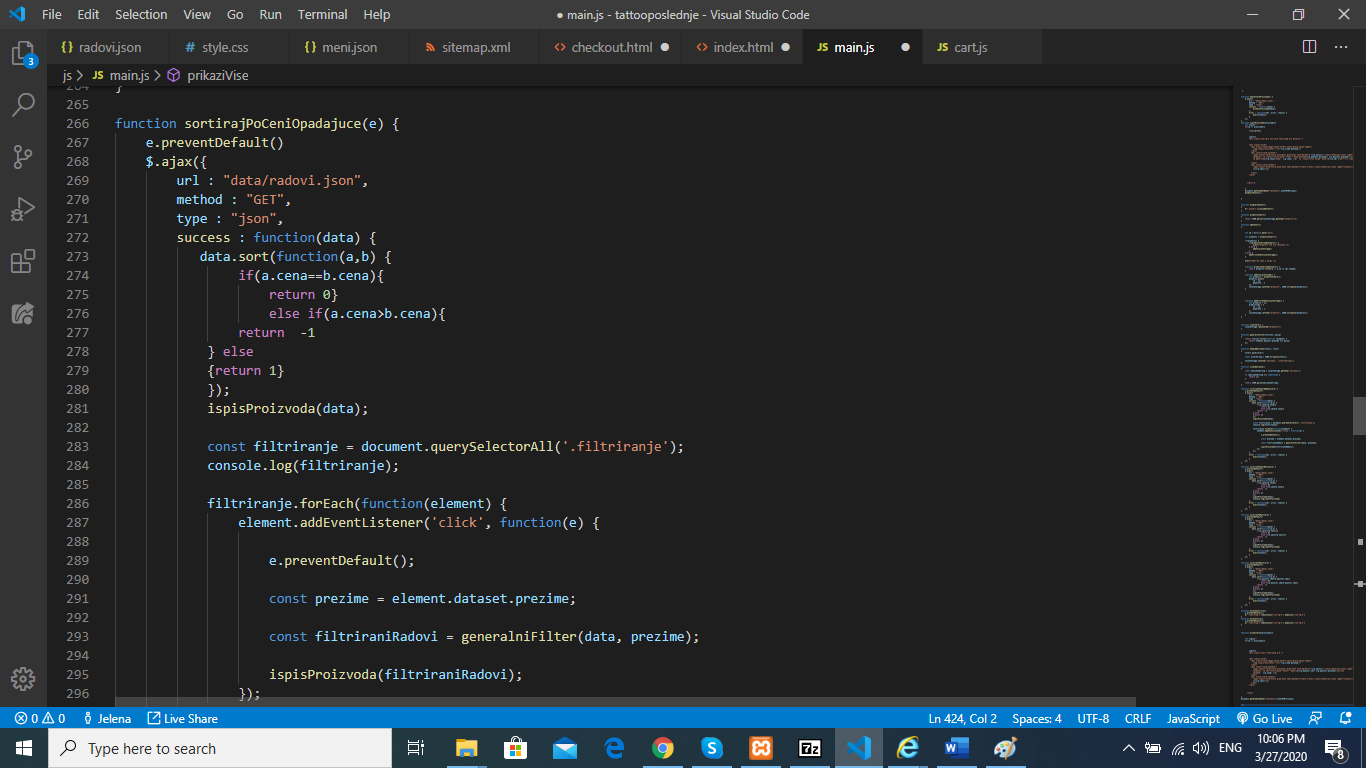 File Edit Selection View Go Run Terminal Help ● main.js - tattooposlednje - Visual Studio Code
{} radovi.json # style.css {} meni.json sitemap.xml <> checkout.html ● <> index.html ● JS main.js ● JS cart.js ···
js > JS main.js > prikaziVise
3
264 }
265
266 function sortirajPoCeniOpadajuce(e) {
267 e.preventDefault()
268 $.ajax({
269 url : "data/radovi.json",
270 method : "GET",
271 type : "json",
272 success : function(data) {
273 data.sort(function(a,b) {
274 if(a.cena==b.cena){
275 return 0}
276 else if(a.cena>b.cena){
277 return  -1
278 } else
279 {return 1}
280 });
281 ispisProizvoda(data);
282
283 const filtriranje = document.querySelectorAll('.filtriranje');
284 console.log(filtriranje);
285
286 filtriranje.forEach(function(element) {
287 element.addEventListener('click', function(e) {
288
289 e.preventDefault();
290
291 const prezime = element.dataset.prezime;
292
293 const filtriraniRadovi = generalniFilter(data, prezime);
294
295 ispisProizvoda(filtriraniRadovi);
296 });
0 0 Jelena Live Share Ln 424, Col 2 Spaces: 4 UTF-8 CRLF JavaScript Go Live
Type here to search
S 7z W ENG 10:06 PM 3/27/2020 8